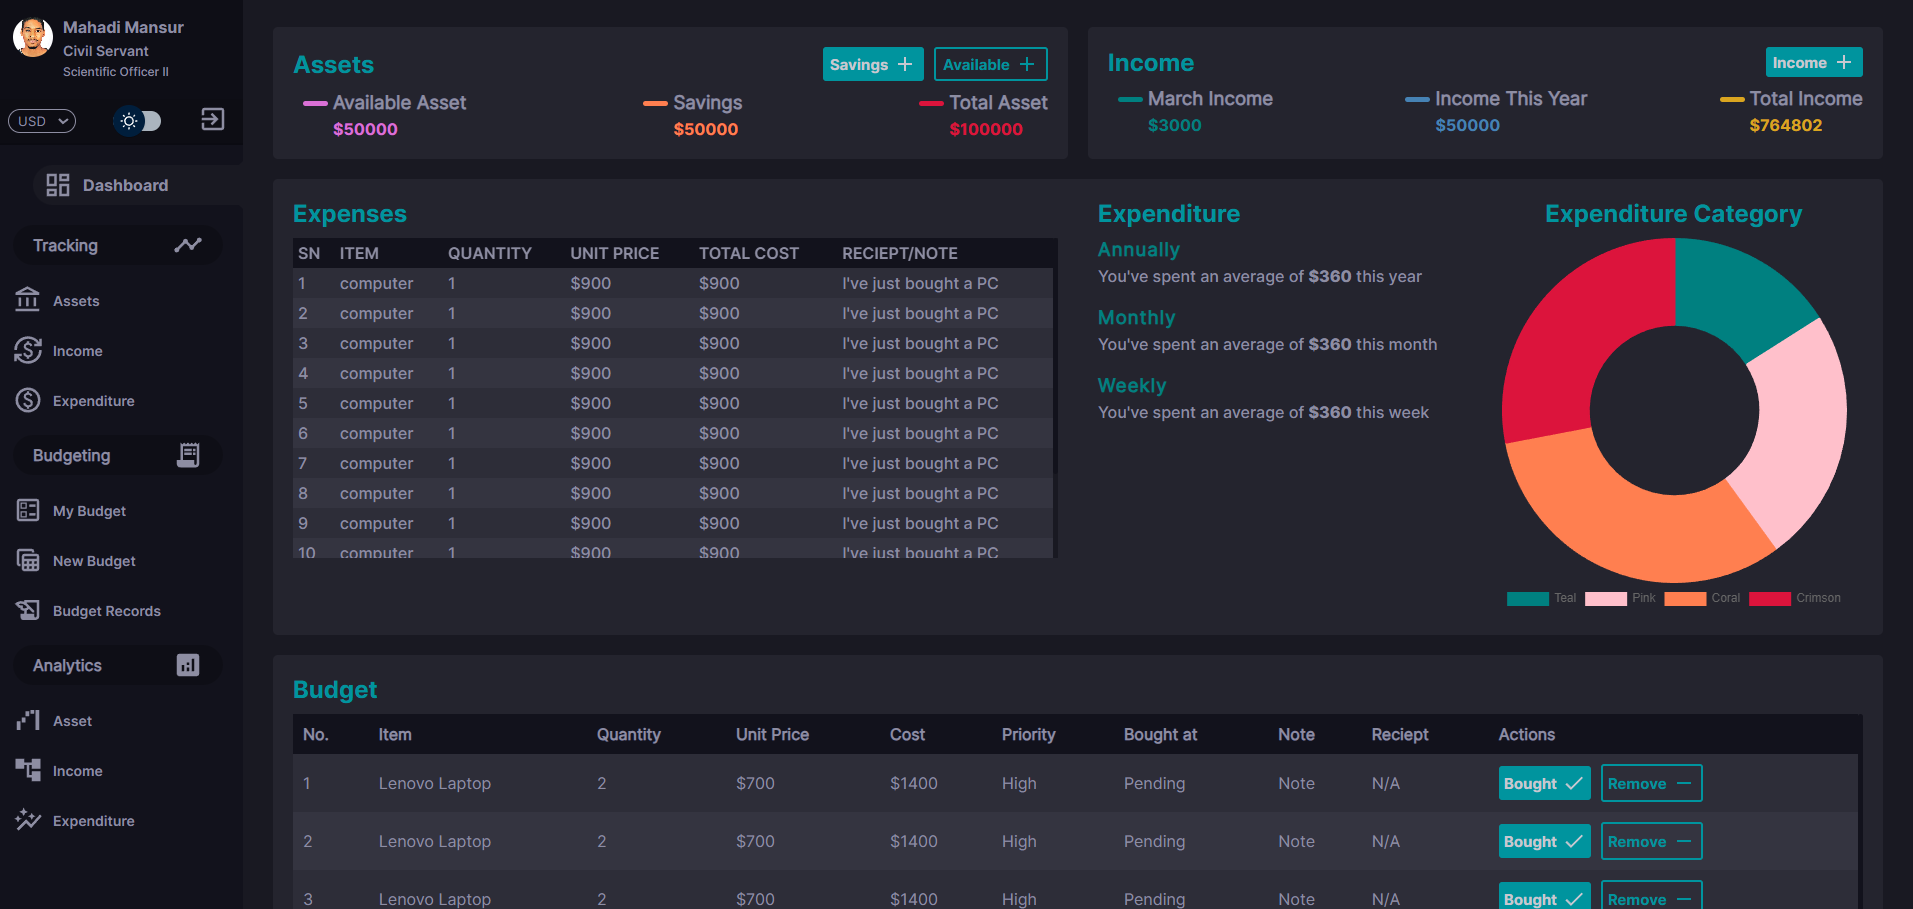 Mahadi Mansur
Civil Servant
Scientific Officer II
USD
Dashboard
Tracking
Assets
Income
Expenditure
Budgeting
My Budget
New Budget
Budget Records
Analytics
Asset
Income
Expenditure
Assets
Savings +
Available +
Available Asset
$50000
Savings
$50000
Total Asset
$100000
Income
Income +
March Income
$3000
Income This Year
$50000
Total Income
$764802
Expenses
SN ITEM QUANTITY UNIT PRICE TOTAL COST RECIEPT/NOTE
1 computer 1 $900 $900 I've just bought a PC
2 computer 1 $900 $900 I've just bought a PC
3 computer 1 $900 $900 I've just bought a PC
4 computer 1 $900 $900 I've just bought a PC
5 computer 1 $900 $900 I've just bought a PC
6 computer 1 $900 $900 I've just bought a PC
7 computer 1 $900 $900 I've just bought a PC
8 computer 1 $900 $900 I've just bought a PC
9 computer 1 $900 $900 I've just bought a PC
10 computer 1 $900 $900 I've just bought a PC
Expenditure
Annually
You've spent an average of $360 this year
Monthly
You've spent an average of $360 this month
Weekly
You've spent an average of $360 this week
Expenditure Category
Teal Pink Coral Crimson
Budget
No. Item Quantity Unit Price Cost Priority Bought at Note Reciept Actions
1 Lenovo Laptop 2 $700 $1400 High Pending Note N/A Bought Remove
2 Lenovo Laptop 2 $700 $1400 High Pending Note N/A Bought Remove
3 Lenovo Laptop 2 $700 $1400 High Pending Note N/A Bought Remove